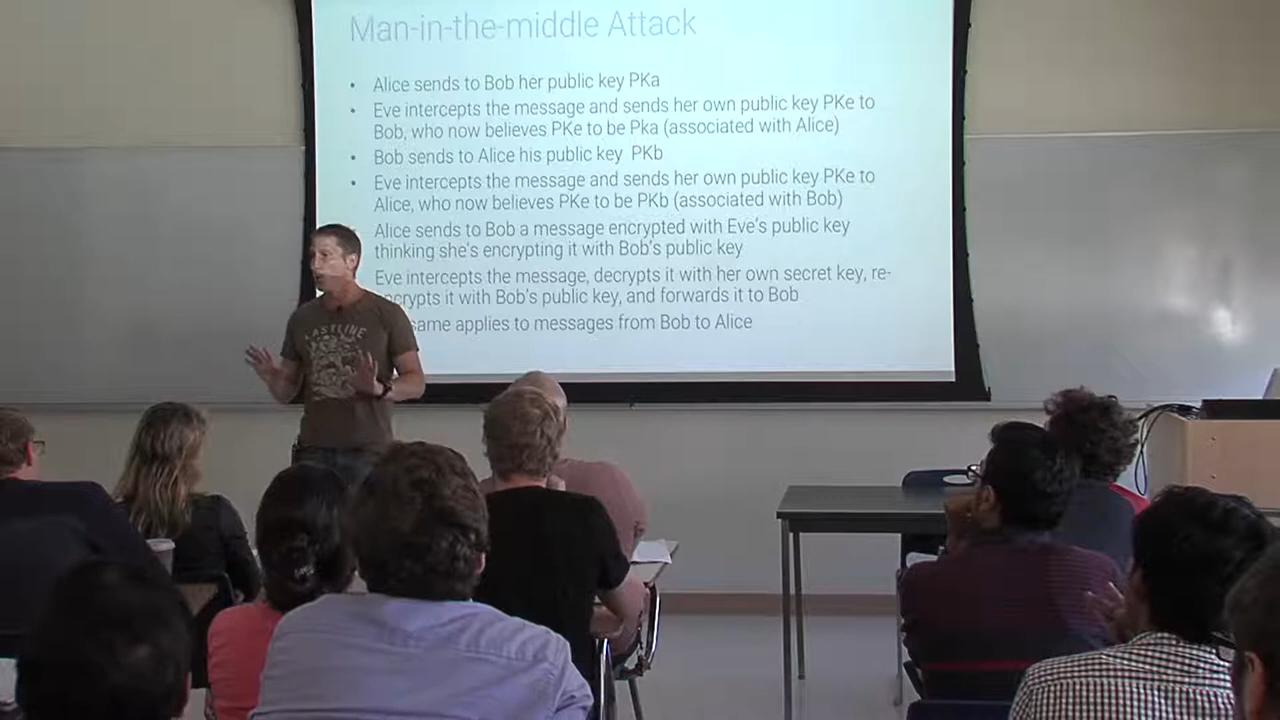 Man-in-the-middle Attack
• Alice sends to Bob her public key PKa
• Eve intercepts the message and sends her own public key PKe to
Bob, who now believes PKe to be Pka (associated with Alice)
• Bob sends to Alice his public key PKb
• Eve intercepts the message and sends her own public key PKe to
Alice, who now believes PKe to be PKb (associated with Bob)
Alice sends to Bob a message encrypted with Eve's public key
thinking she's encrypting it with Bob's public key
Eve intercepts the message, decrypts it with her own secret key, re-
encrypts it with Bob's public key, and forwards it to Bob
same applies to messages from Bob to Alice
LASTLINE